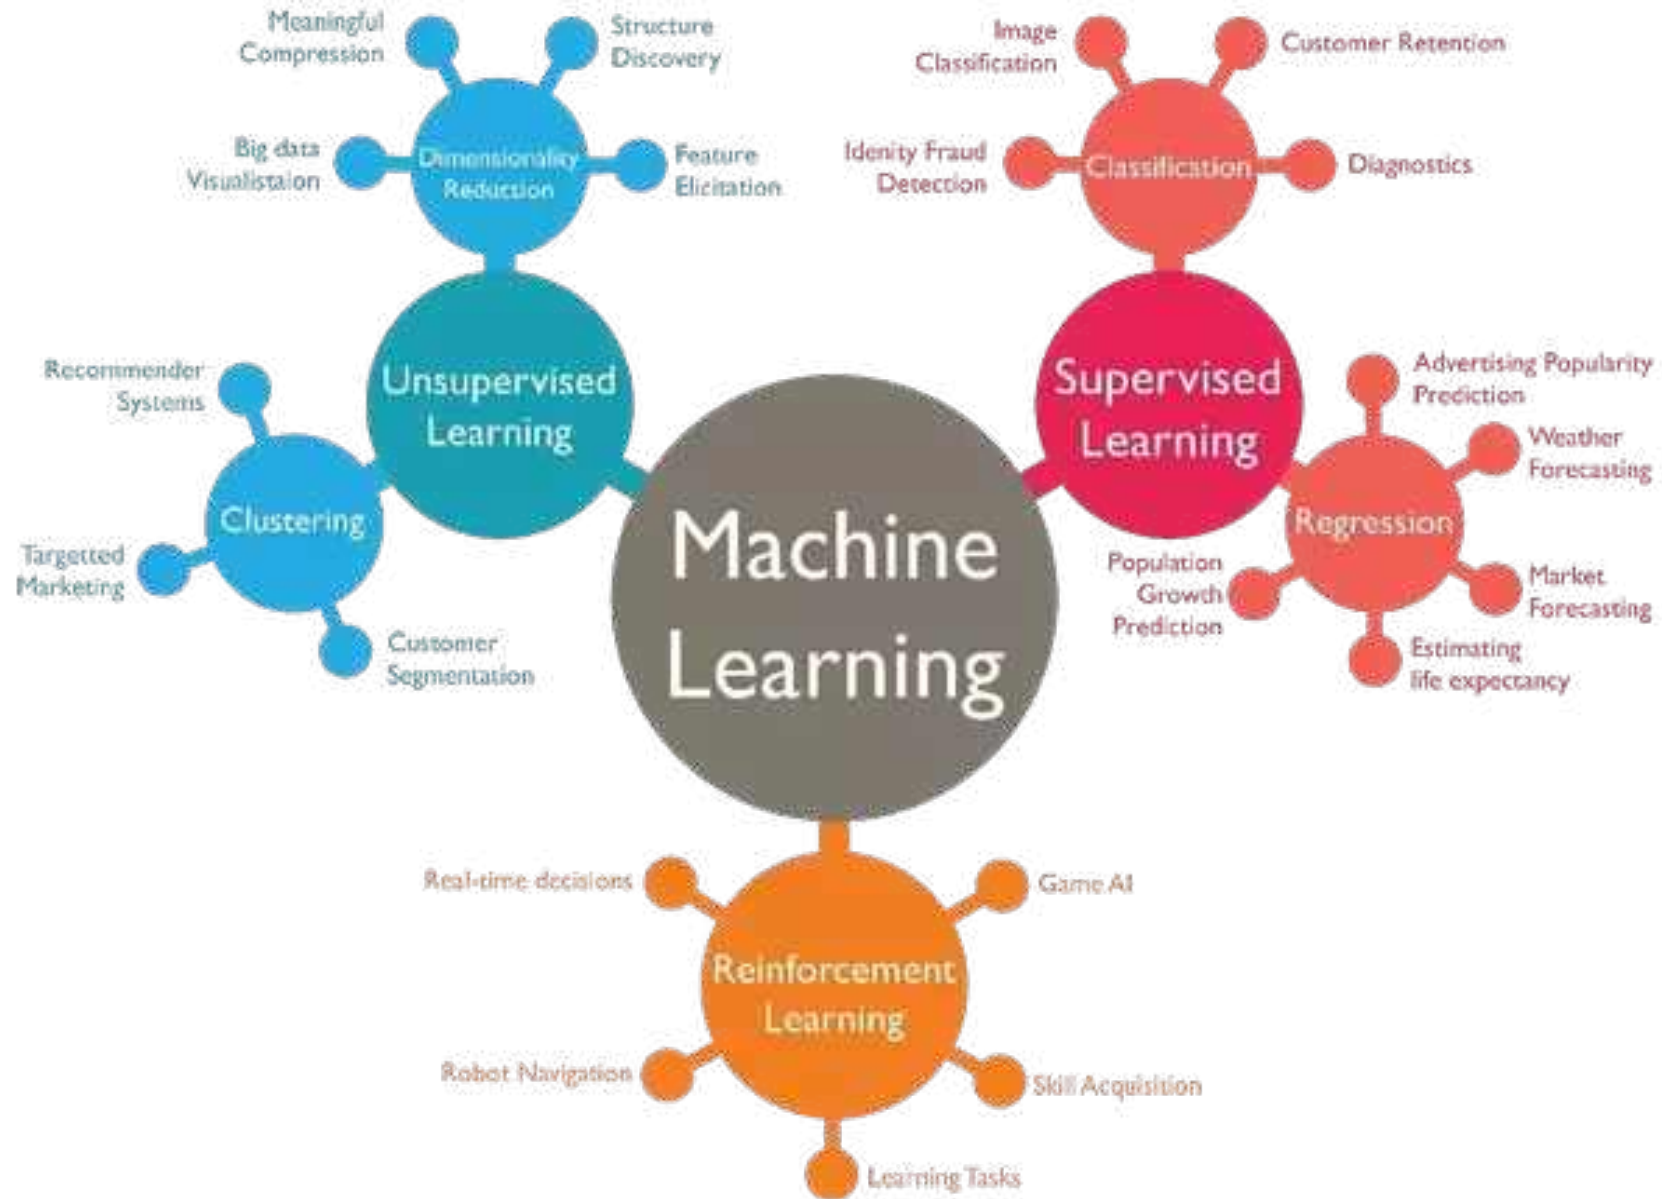 Meaningful
Compression
Structure
Discovery
Big data
Visualistaion
Dimensionality
Reduction
Feature
Elicitation
Image
Classification
Customer Retention
Idenity Fraud
Detection
Classification
Diagnostics
Recommender
Systems
Unsupervised
Learning
Clustering
Targetted
Marketing
Customer
Segmentation
Supervised
Learning
Advertising Popularity
Prediction
Weather
Forecasting
Regression
Population
Growth
Prediction
Market
Forecasting
Estimating
life expectancy
Machine
Learning
Real-time decisions
Game AI
Reinforcement
Learning
Robot Navigation
Skill Acquisition
Learning Tasks